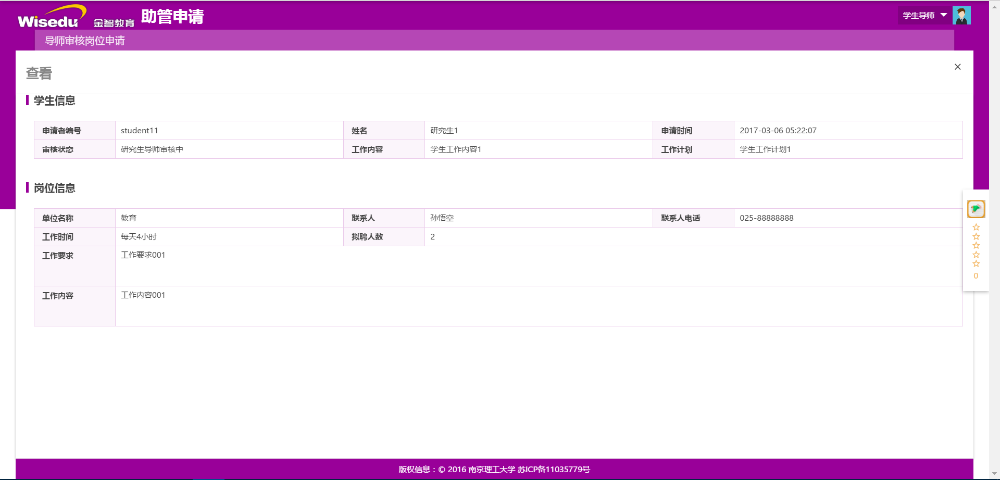 Wisedu 金智教育 助管申请 学生导师
导师审核岗位申请
查看
学生信息
申请者编号 student11 姓名 研究生1 申请时间 2017-03-06 05:22:07
审核状态 研究生导师审核中 工作内容 学生工作内容1 工作计划 学生工作计划1
岗位信息
单位名称 教育 联系人 孙悟空 联系人电话 025-88888888
工作时间 每天4小时 拟聘人数 2
工作要求 工作要求001
工作内容 工作内容001
0
版权信息：© 2016 南京理工大学 苏ICP备11035779号